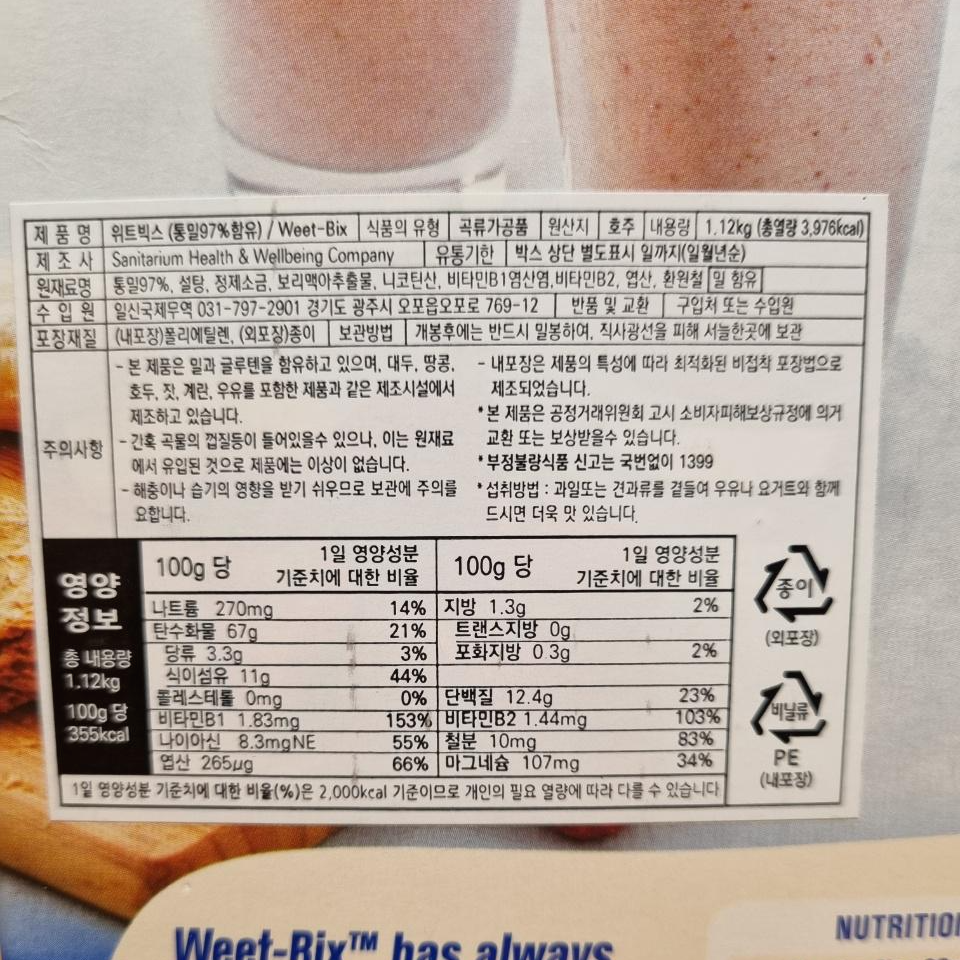 제품명 위트빅스 (통밀97%함유) / Weet-Bix 식품의 유형 곡류가공품 원산지 호주 내용량 1.12kg (총열량 3,976kcal)
제조사 Sanitarium Health & Wellbeing Company 유통기한 박스 상단 별도표시 일까지(일월년순)
원재료명 통밀97%, 설탕, 정제소금, 보리맥아추출물, 니코틴산, 비타민B1염산염,비타민B2, 엽산, 환원철 밀 함유
수입원 일신국제무역 031-797-2901 경기도 광주시 오포읍오포로 769-12 반품 및 교환 구입처 또는 수입원
포장재질 (내포장)폴리에틸렌, (외포장)종이 보관방법 개봉후에는 반드시 밀봉하여, 직사광선을 피해 서늘한곳에 보관
주의사항
- 본 제품은 밀과 글루텐을 함유하고 있으며, 대두, 땅콩,
호두, 잣, 계란, 우유를 포함한 제품과 같은 제조시설에서
제조하고 있습니다.
- 간혹 곡물의 껍질등이 들어있을수 있으나, 이는 원재료
에서 유입된 것으로 제품에는 이상이 없습니다.
- 해충이나 습기의 영향을 받기 쉬우므로 보관에 주의를
요합니다.
- 내포장은 제품의 특성에 따라 최적화된 비접착 포장법으로
제조되었습니다.
* 본 제품은 공정거래위원회 고시 소비자피해보상규정에 의거
교환 또는 보상받을수 있습니다.
* 부정불량식품 신고는 국번없이 1399
* 섭취방법 : 과일또는 견과류를 곁들여 우유나 요거트와 함께
드시면 더욱 맛 있습니다.
영양
정보
총 내용량
1.12kg
100g 당
355kcal
100g 당 1일 영양성분
기준치에 대한 비율
100g 당 1일 영양성분
기준치에 대한 비율
나트륨 270mg 14% 지방 1.3g 2%
탄수화물 67g 21% 트랜스지방 0g
당류 3.3g 3% 포화지방 0.3g 2%
식이섬유 11g 44%
콜레스테롤 0mg 0% 단백질 12.4g 23%
비타민B1 1.83mg 153% 비타민B2 1.44mg 103%
나이아신 8.3mgNE 55% 철분 10mg 83%
엽산 265µg 66% 마그네슘 107mg 34%
1일 영양성분 기준치에 대한 비율(%)은 2,000kcal 기준이므로 개인의 필요 열량에 따라 다를 수 있습니다
종이
(외포장)
비닐류
PE
(내포장)
Weet-Bix™ has always